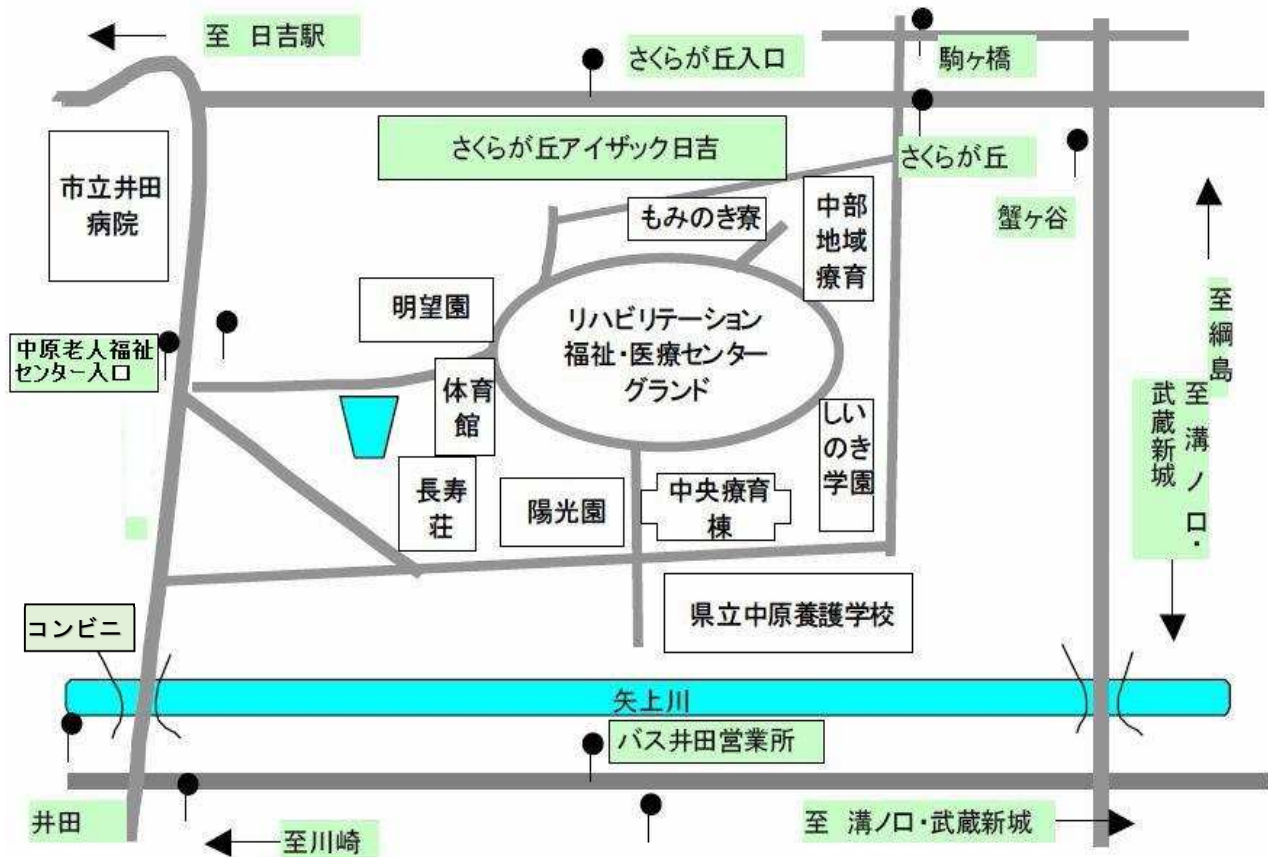 至 日吉駅
さくらが丘入口
駒ヶ橋
さくらが丘アイザック日吉
さくらが丘
市立井田
病院
もみのき寮
中部
地域
療育
蟹ヶ谷
明望園
リハビリテーション
福祉・医療センター
グランド
至綱島
中原老人福祉
センター入口
体育
館
しい
のき
学園
至 溝ノ口・
武蔵新城
長寿
荘
陽光園
中央療育
棟
県立中原養護学校
コンビニ
矢上川
バス井田営業所
井田
至川崎
至 溝ノ口・武蔵新城